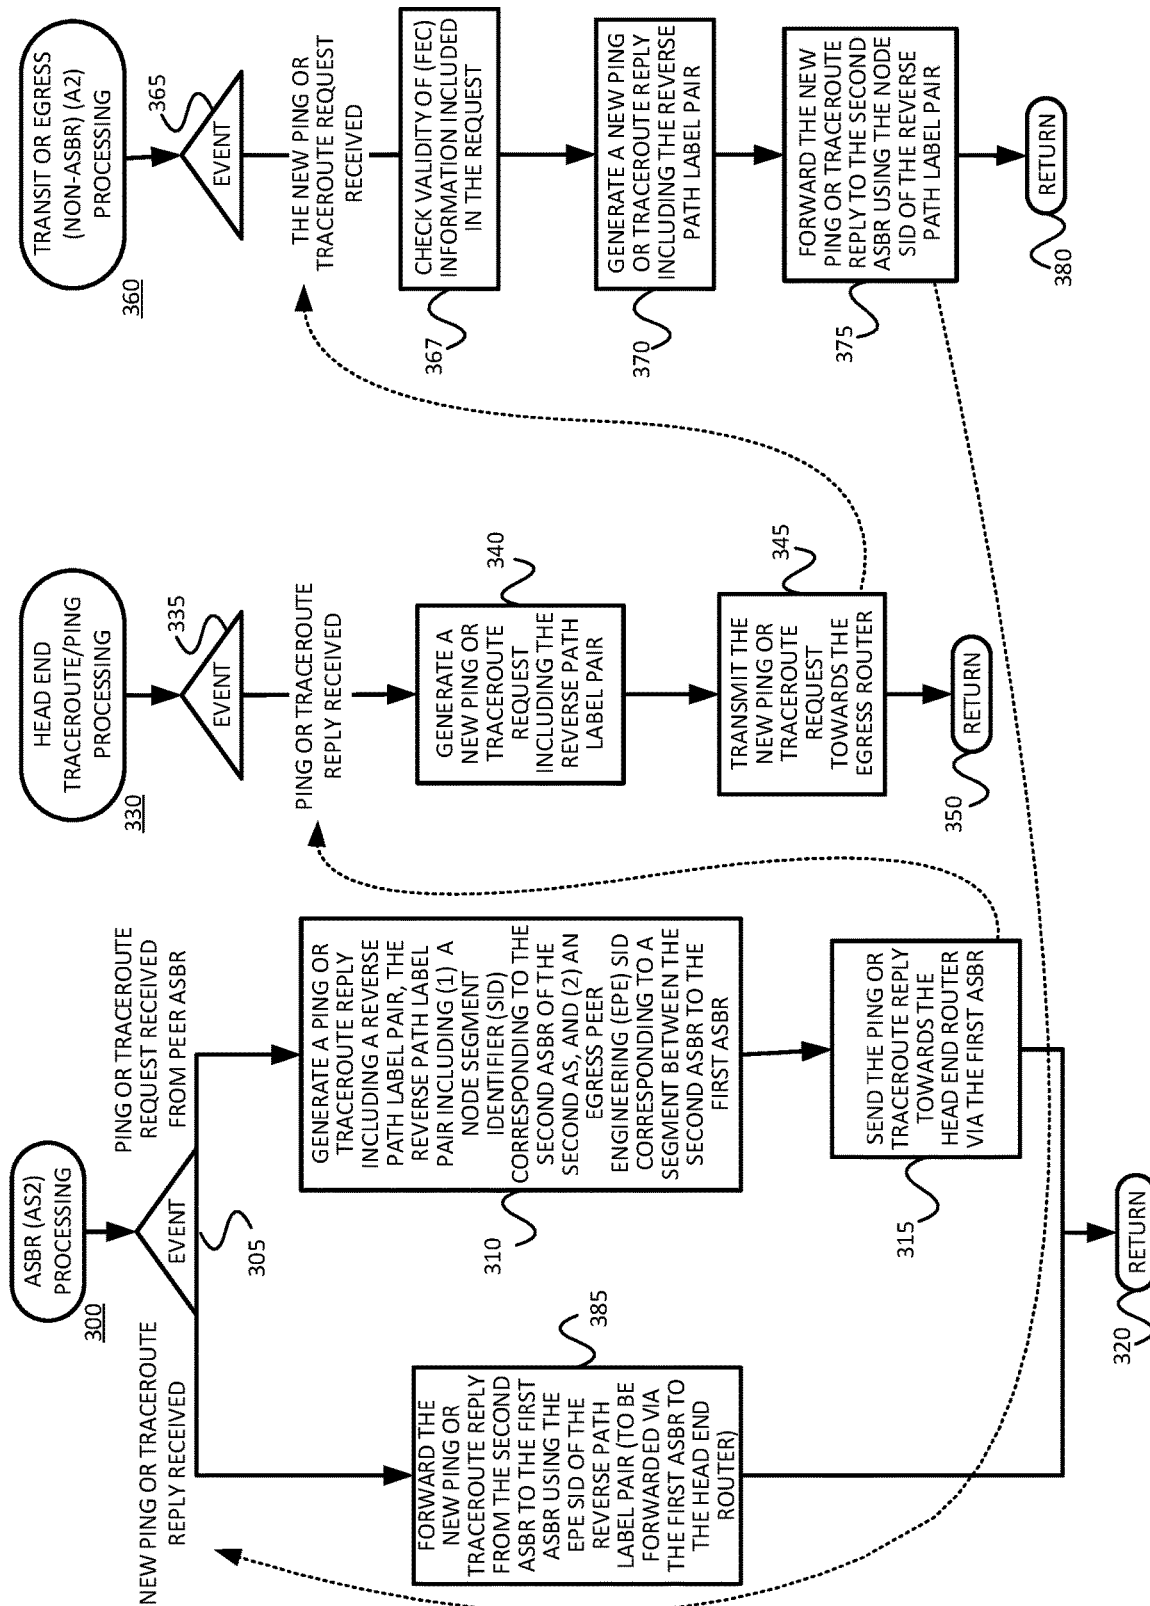 ASBR (AS2)
PROCESSING
300
EVENT
305
NEW PING OR TRACEROUTE
REPLY RECEIVED
PING OR TRACEROUTE
REQUEST RECEIVED
FROM PEER ASBR
FORWARD THE
NEW PING OR
TRACEROUTE REPLY
FROM THE SECOND
ASBR TO THE FIRST
ASBR USING THE
EPE SID OF THE
REVERSE PATH
LABEL PAIR (TO BE
FORWARDED VIA
THE FIRST ASBR TO
THE HEAD END
ROUTER)
385
GENERATE A PING OR
TRACEROUTE REPLY
INCLUDING A REVERSE
PATH LABEL PAIR, THE
REVERSE PATH LABEL
PAIR INCLUDING (1) A
NODE SEGMENT
IDENTIFIER (SID)
CORRESPONDING TO THE
SECOND ASBR OF THE
SECOND AS, AND (2) AN
EGRESS PEER
ENGINEERING (EPE) SID
CORRESPONDING TO A
SEGMENT BETWEEN THE
SECOND ASBR TO THE
FIRST ASBR
310
SEND THE PING OR
TRACEROUTE REPLY
TOWARDS THE
HEAD END ROUTER
VIA THE FIRST ASBR
315
RETURN
320
HEAD END
TRACEROUTE/PING
PROCESSING
330
EVENT
335
PING OR TRACEROUTE
REPLY RECEIVED
GENERATE A
NEW PING OR
TRACEROUTE
REQUEST
INCLUDING THE
REVERSE PATH
LABEL PAIR
340
TRANSMIT THE
NEW PING OR
TRACEROUTE
REQUEST
TOWARDS THE
EGRESS ROUTER
345
RETURN
350
TRANSIT OR EGRESS
(NON-ASBR) (A2)
PROCESSING
360
EVENT
365
THE NEW PING OR
TRACEROUTE REQUEST
RECEIVED
CHECK VALIDITY OF (FEC)
INFORMATION INCLUDED
IN THE REQUEST
367
GENERATE A NEW PING
OR TRACEROUTE REPLY
INCLUDING THE REVERSE
PATH LABEL PAIR
370
FORWARD THE NEW
PING OR TRACEROUTE
REPLY TO THE SECOND
ASBR USING THE NODE
SID OF THE REVERSE
PATH LABEL PAIR
375
RETURN
380